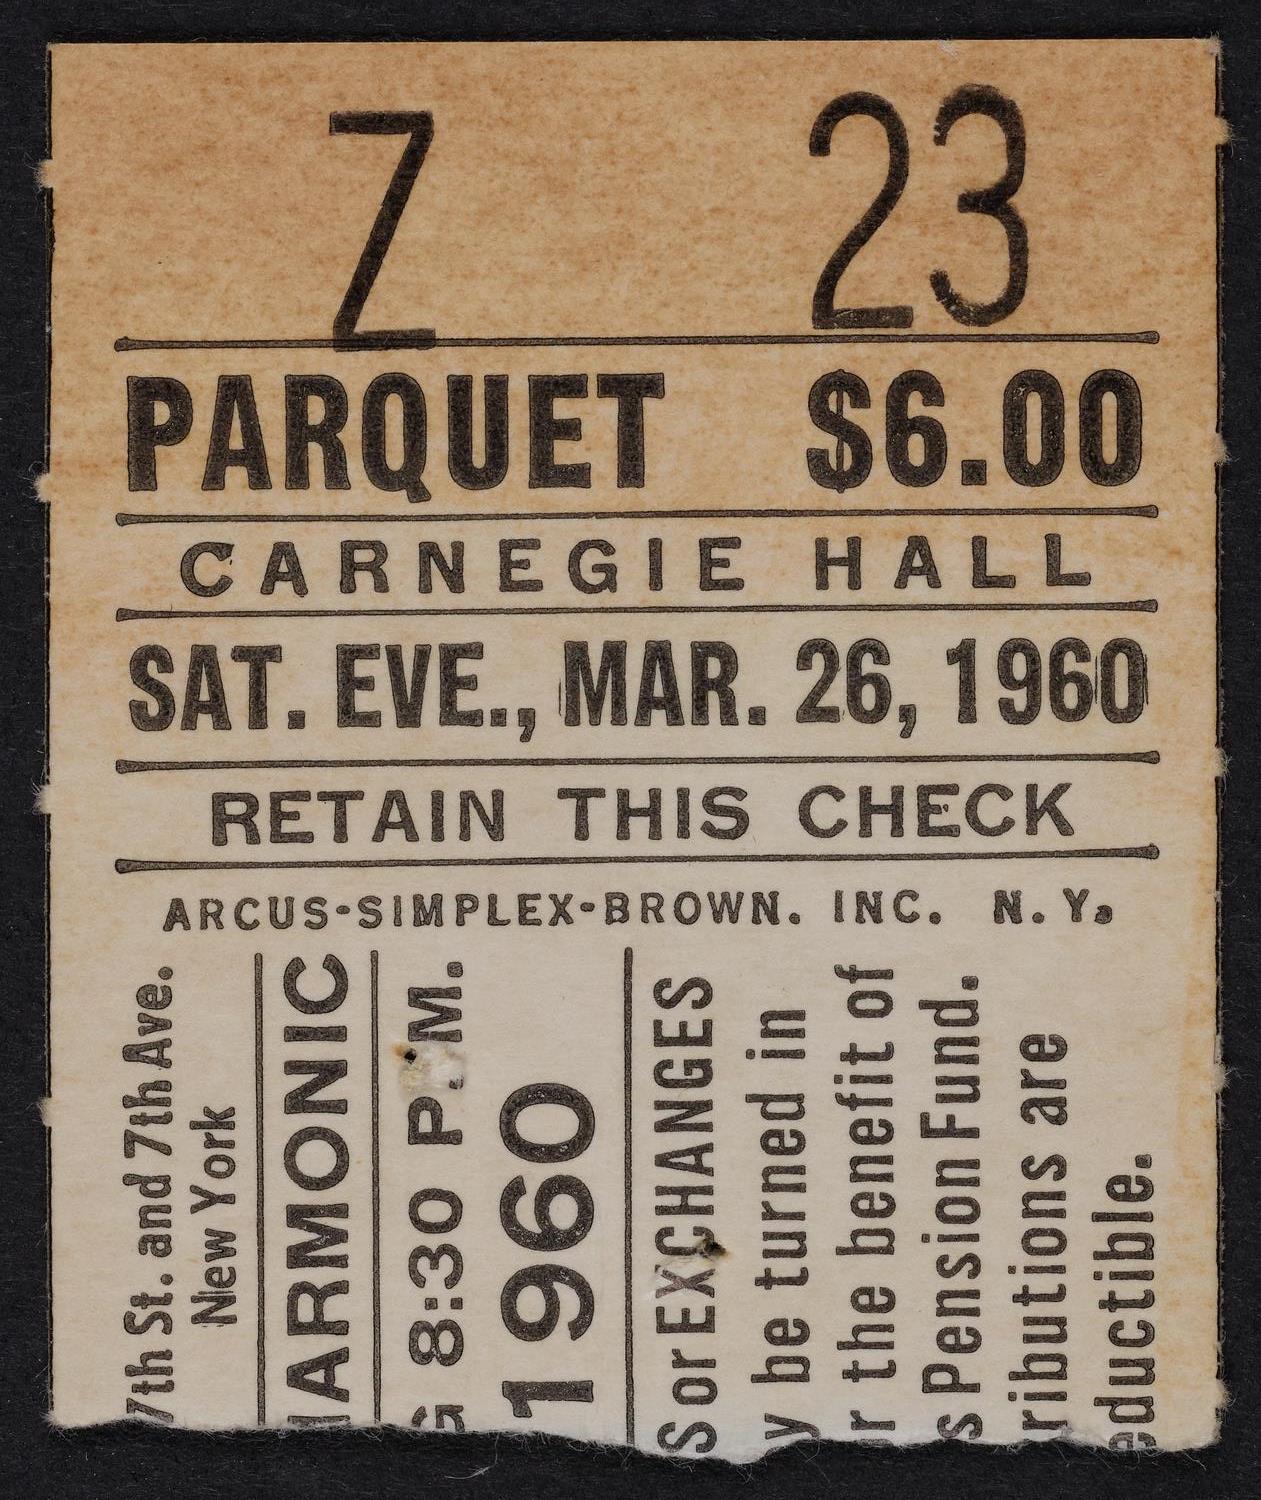 Z 23
PARQUET $6.00
CARNEGIE HALL
SAT. EVE., MAR. 26, 1960
RETAIN THIS CHECK
ARCUS-SIMPLEX-BROWN. INC. N. Y.
7th St. and 7th Ave.
New York
ARMONIC
G 8:30 P.M.
1960
S or EXCHANGES
y be turned in
r the benefit of
s Pension Fund.
ributions are
eductible.